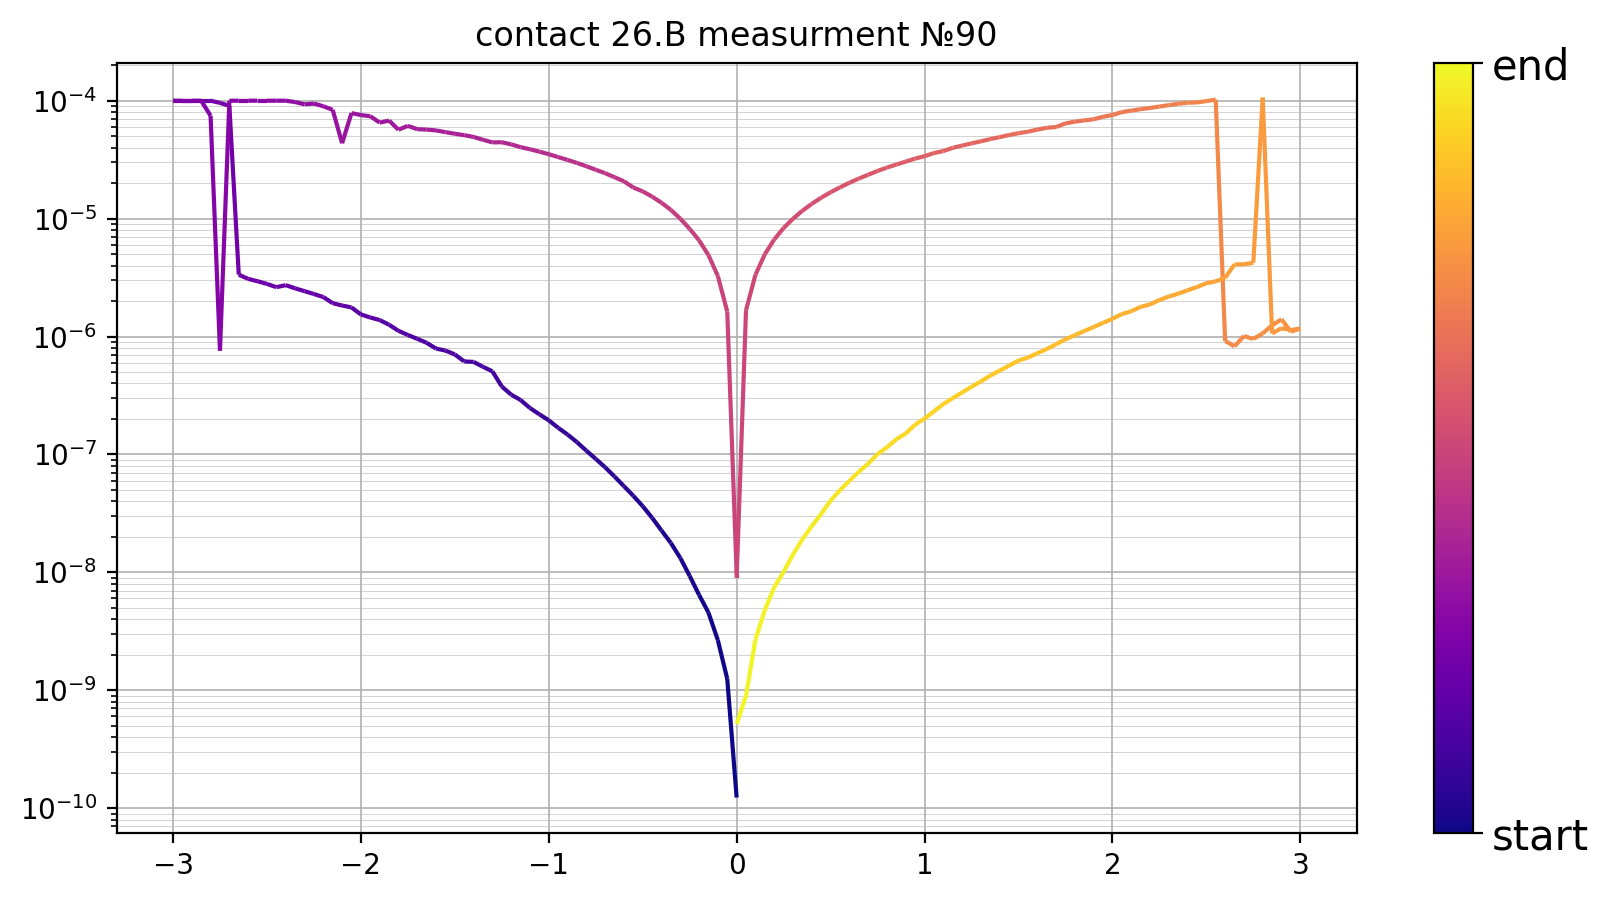 contact 26.B measurment №90
10⁻⁴
10⁻⁵
10⁻⁶
10⁻⁷
10⁻⁸
10⁻⁹
10⁻¹⁰
−3 −2 −1 0 1 2 3
end
start